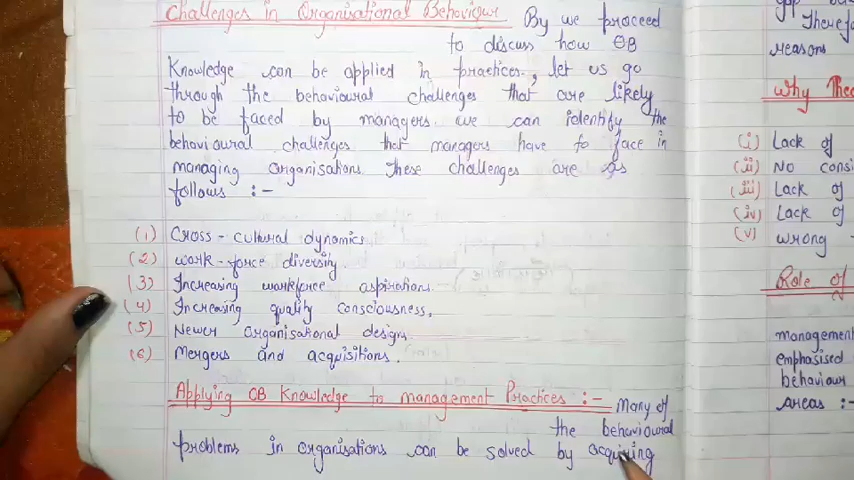 Challenges in Organisational Behaviour By we proceed
to discuss how OB
Knowledge can be applied in practices, let us go
through the behavioural challenges that are likely
to be faced by managers. we can identify the
behavioural challenges that managers have to face in
managing organisations. These challenges are as
follows :-
(1) Cross-cultural dynamics
(2) work-force diversity
(3) Increasing workforce aspirations.
(4) Increasing quality consciousness.
(5) Newer organisational design
(6) Mergers and acquisitions.
Applying OB Knowledge to management Practices :- Many of
the behavioural
problems in organisations can be solved by acquiring
gap
Therefo
reasons
Why Theo
(i) Lack of
(ii) No consi
(iii) Lack of
(iv) Lack of
(v) wrong
Role of
management
emphasised
behaviour
areas :-